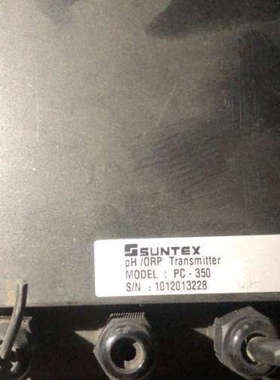 SUNTEX
pH /ORP Transmitter
MODEL : PC - 350
S/N : 1012013228